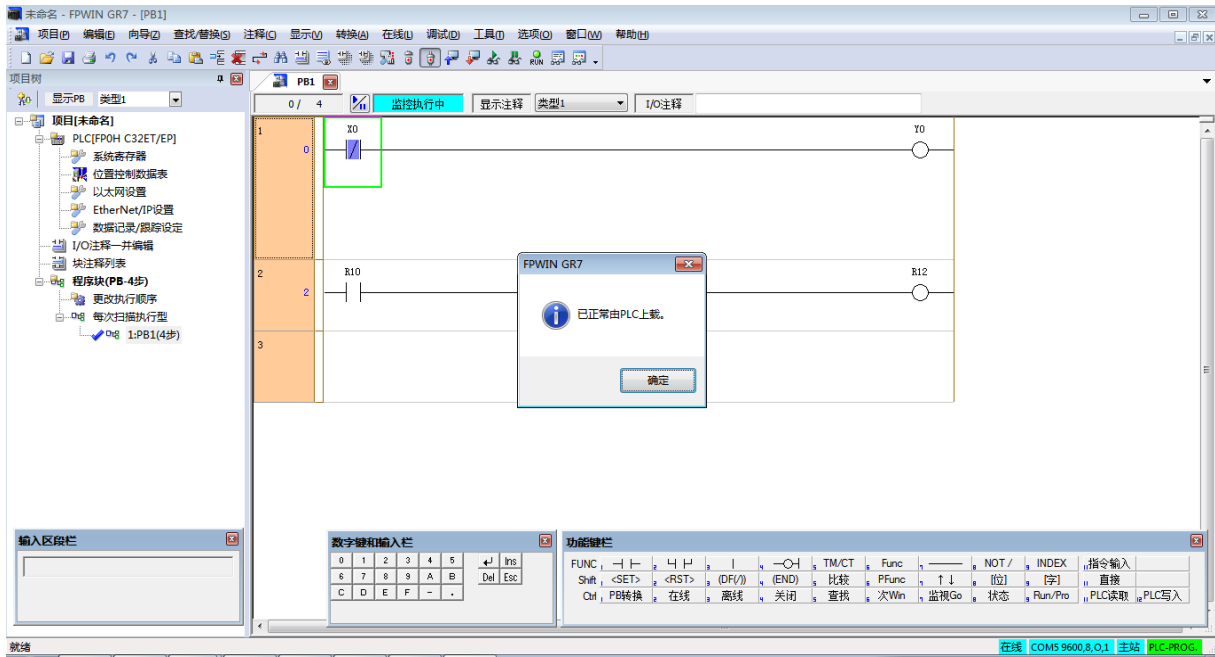 未命名 - FPWIN GR7 - [PB1]
项目(P) 编辑(E) 向导(Z) 查找/替换(S) 注释(C) 显示(V) 转换(A) 在线(L) 调试(D) 工具(T) 选项(O) 窗口(W) 帮助(H)
项目树
PB1
显示PB 类型1
0/ 4 监控执行中 显示注释 类型1 I/O注释
项目[未命名]
PLC[FP0H C32ET/EP]
系统寄存器
位置控制数据表
以太网设置
EtherNet/IP设置
数据记录/跟踪设定
I/O注释一并编辑
块注释列表
程序块(PB-4步)
更改执行顺序
每次扫描执行型
1:PB1(4步)
1 X0 Y0
0
2 R10 R12
2
3
FPWIN GR7
已正常由PLC上载。
确定
输入区段栏
数字键和输入栏
0 1 2 3 4 5 Ins
6 7 8 9 A B Del Esc
C D E F - .
功能键栏
FUNC 1 2 3 4 5 TM/CT 6 Func 7 8 NOT / 9 INDEX 指令输入
Shift <SET> <RST> (DF(/)) (END) 比较 PFunc ↑↓ [位] [字] 直接
Ctrl PB转换 在线 离线 关闭 查找 次Win 监视Go 状态 Run/Pro PLC读取 PLC写入
就绪
在线 COM5 9600,8,O,1 主站 PLC-PROG.